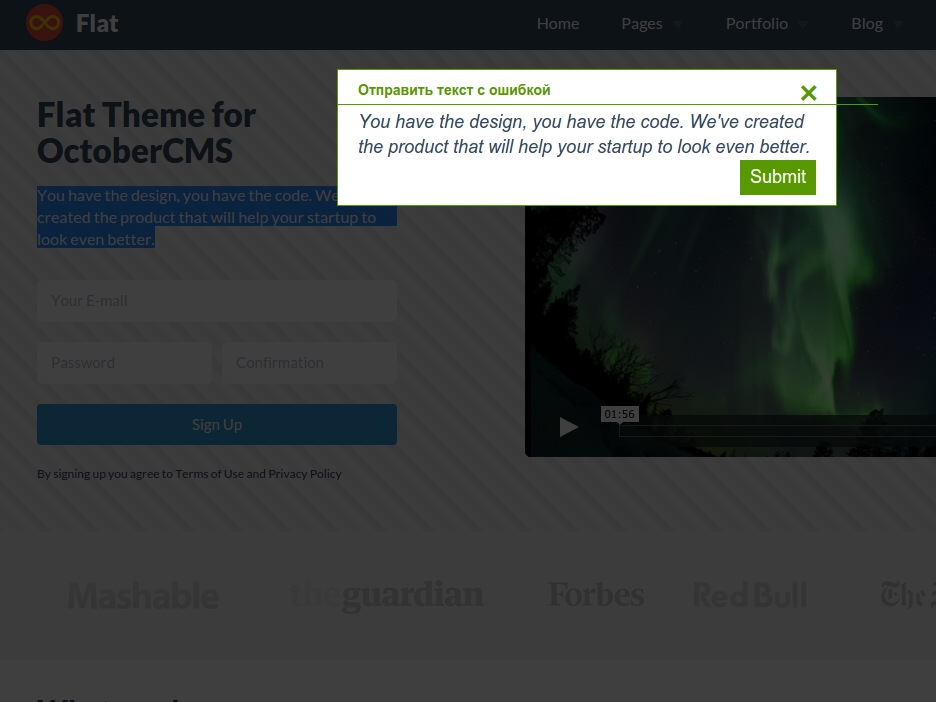 Flat
Home Pages Portfolio Blog
Отправить текст с ошибкой
You have the design, you have the code. We've created
the product that will help your startup to look even better.
Submit
Flat Theme for
OctoberCMS
You have the design, you have the code. We
created the product that will help your startup to
look even better.
Your E-mail
Password Confirmation
Sign Up
By signing up you agree to Terms of Use and Privacy Policy
01:56
Mashable theguardian Forbes Red Bull The